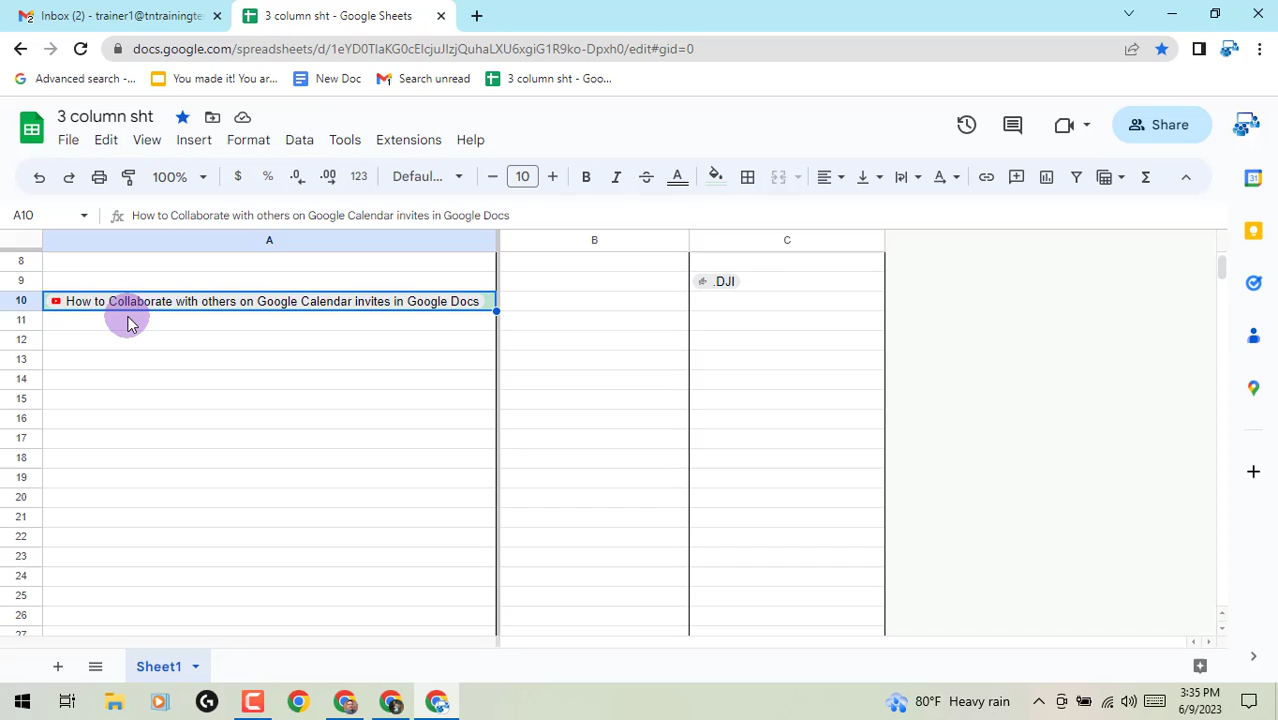 Inbox (2) - trainer1@tntrainingte
3 column sht - Google Sheets
docs.google.com/spreadsheets/d/1eYD0TlaKG0cElcjuJIzjQuhaLXU6xgiG1R9ko-Dpxh0/edit#gid=0
Advanced search -...
You made it! You ar...
New Doc
Search unread
3 column sht - Goo...
3 column sht
File Edit View Insert Format Data Tools Extensions Help
Share
100% $ % .0 .00 123 Defaul... 10 B I A
A10 fx How to Collaborate with others on Google Calendar invites in Google Docs
A B C
8
9 .DJI
10 How to Collaborate with others on Google Calendar invites in Google Docs
11
12
13
14
15
16
17
18
19
20
21
22
23
24
25
26
27
Sheet1
80°F Heavy rain
3:35 PM
6/9/2023